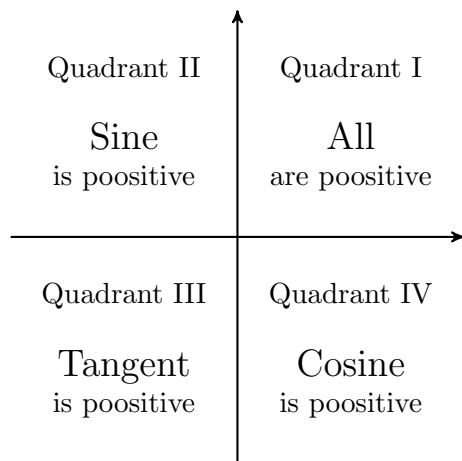 Quadrant II
Sine
is poositive
Quadrant I
All
are poositive
Quadrant III
Tangent
is poositive
Quadrant IV
Cosine
is poositive